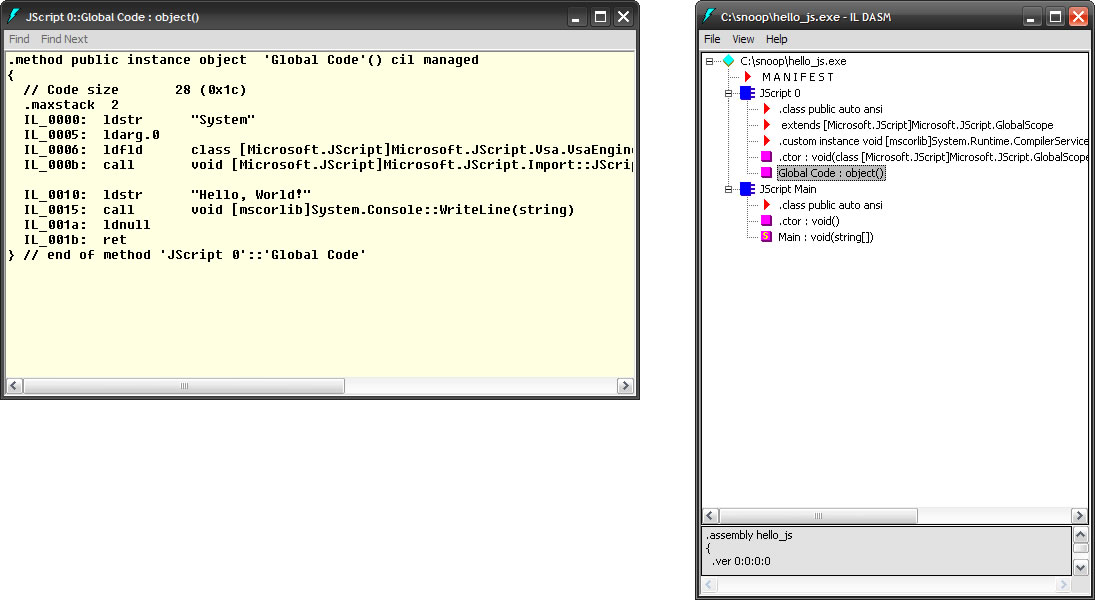 JScript 0::Global Code : object()
Find Find Next
.method public instance object 'Global Code'() cil managed
{
// Code size 28 (0x1c)
.maxstack 2
IL_0000: ldstr "System"
IL_0005: ldarg.0
IL_0006: ldfld class [Microsoft.JScript]Microsoft.JScript.Vsa.VsaEngin
IL_000b: call void [Microsoft.JScript]Microsoft.JScript.Import::JScrip
IL_0010: ldstr "Hello, World!"
IL_0015: call void [mscorlib]System.Console::WriteLine(string)
IL_001a: ldnull
IL_001b: ret
} // end of method 'JScript 0'::'Global Code'
C:\snoop\hello_js.exe - IL DASM
File View Help
C:\snoop\hello_js.exe
M A N I F E S T
JScript 0
.class public auto ansi
extends [Microsoft.JScript]Microsoft.JScript.GlobalScope
.custom instance void [mscorlib]System.Runtime.CompilerService
.ctor : void(class [Microsoft.JScript]Microsoft.JScript.GlobalScope
Global Code : object()
JScript Main
.class public auto ansi
.ctor : void()
S Main : void(string[])
.assembly hello_js
{
.ver 0:0:0:0